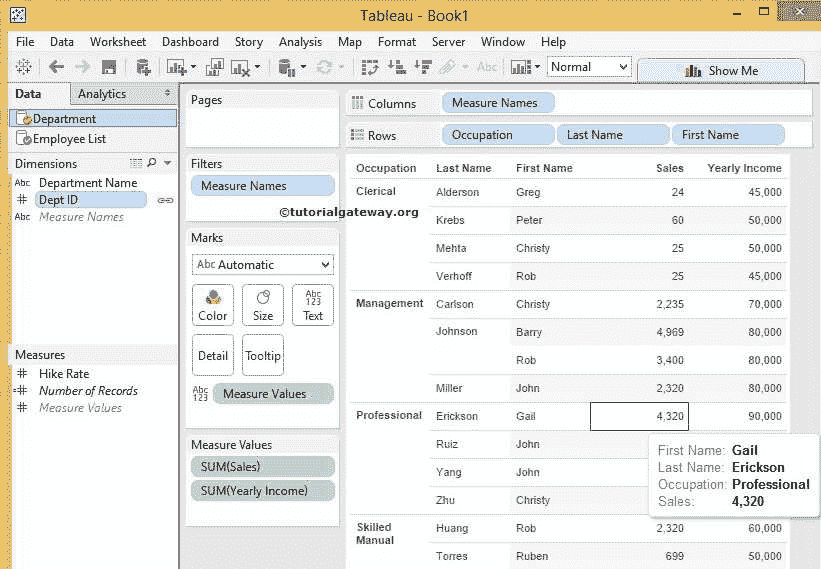 Tableau - Book1
File Data Worksheet Dashboard Story Analysis Map Format Server Window Help
Abc Normal Show Me
Data Analytics
Department
Employee List
Dimensions
Abc Department Name
# Dept ID
Abc Measure Names
Measures
# Hike Rate
=# Number of Records
# Measure Values
Pages
Filters
Measure Names
©tutorialgateway.org
Marks
Abc Automatic
Color Size Abc 123 Text
Detail Tooltip
Abc 123 Measure Values
Measure Values
SUM(Sales)
SUM(Yearly Income)
Columns Measure Names
Rows Occupation Last Name First Name
Occupation Last Name First Name Sales Yearly Income
Clerical Alderson Greg 24 45,000
Krebs Peter 60 50,000
Mehta Christy 25 50,000
Verhoff Rob 25 45,000
Management Carlson Christy 2,235 70,000
Johnson Barry 4,969 80,000
Rob 3,400 80,000
Miller John 2,320 80,000
Professional Erickson Gail 4,320 90,000
Ruiz John
Yang John
Zhu Christy
Skilled Manual Huang Rob 2,320 60,000
Torres Ruben 699 50,000
First Name: Gail
Last Name: Erickson
Occupation: Professional
Sales: 4,320